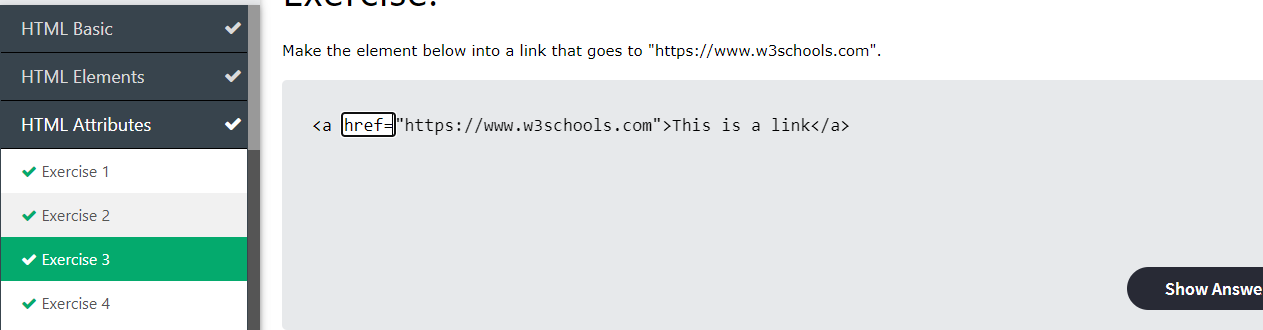 Exercise:
HTML Basic
HTML Elements
HTML Attributes
Exercise 1
Exercise 2
Exercise 3
Exercise 4
Make the element below into a link that goes to "https://www.w3schools.com".
<a href="https://www.w3schools.com">This is a link</a>
Show Answe